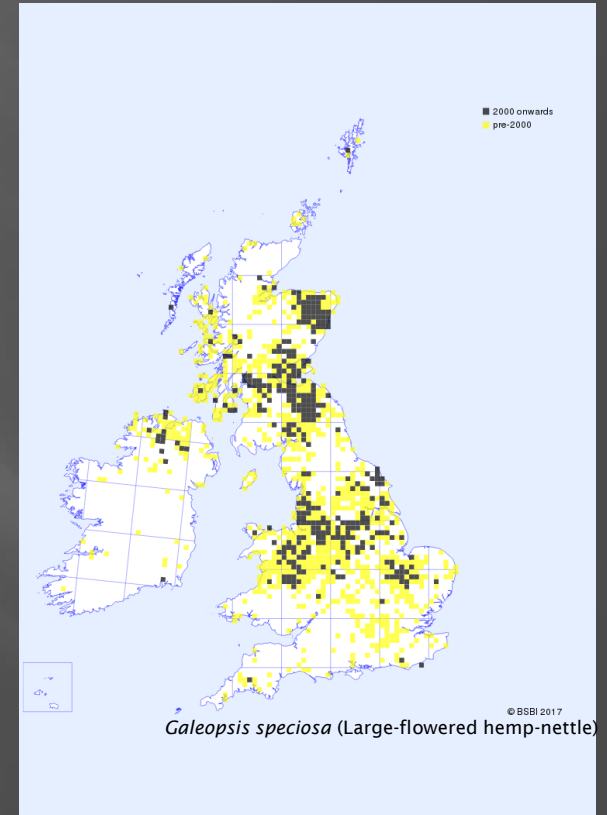 2000 onwards
pre-2000
© BSBI 2017
Galeopsis speciosa (Large-flowered hemp-nettle)